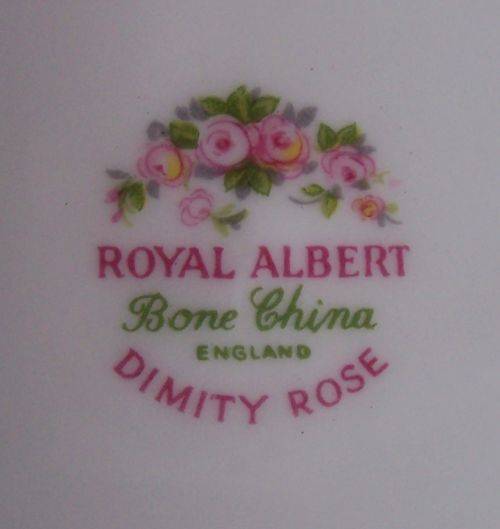 ROYAL ALBERT
Bone China
ENGLAND
DIMITY ROSE